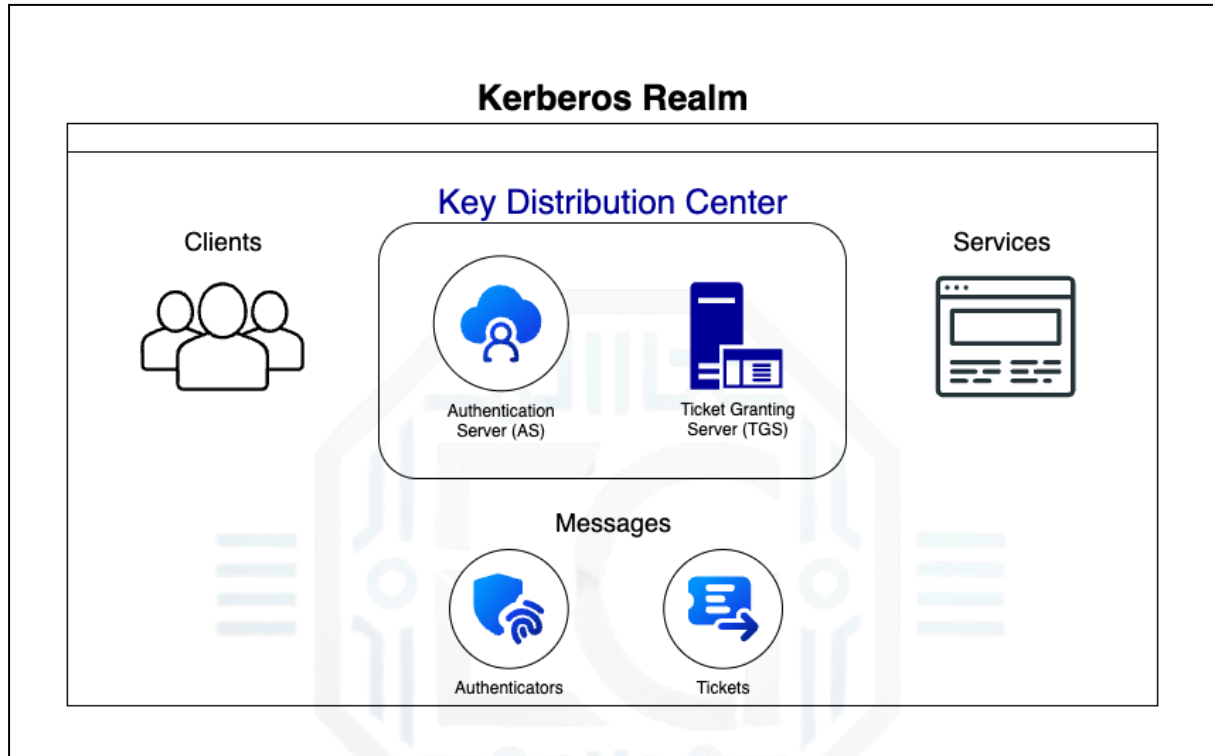 Kerberos Realm
Key Distribution Center
Clients
Services
Authentication
Server (AS)
Ticket Granting
Server (TGS)
Messages
Authenticators
Tickets